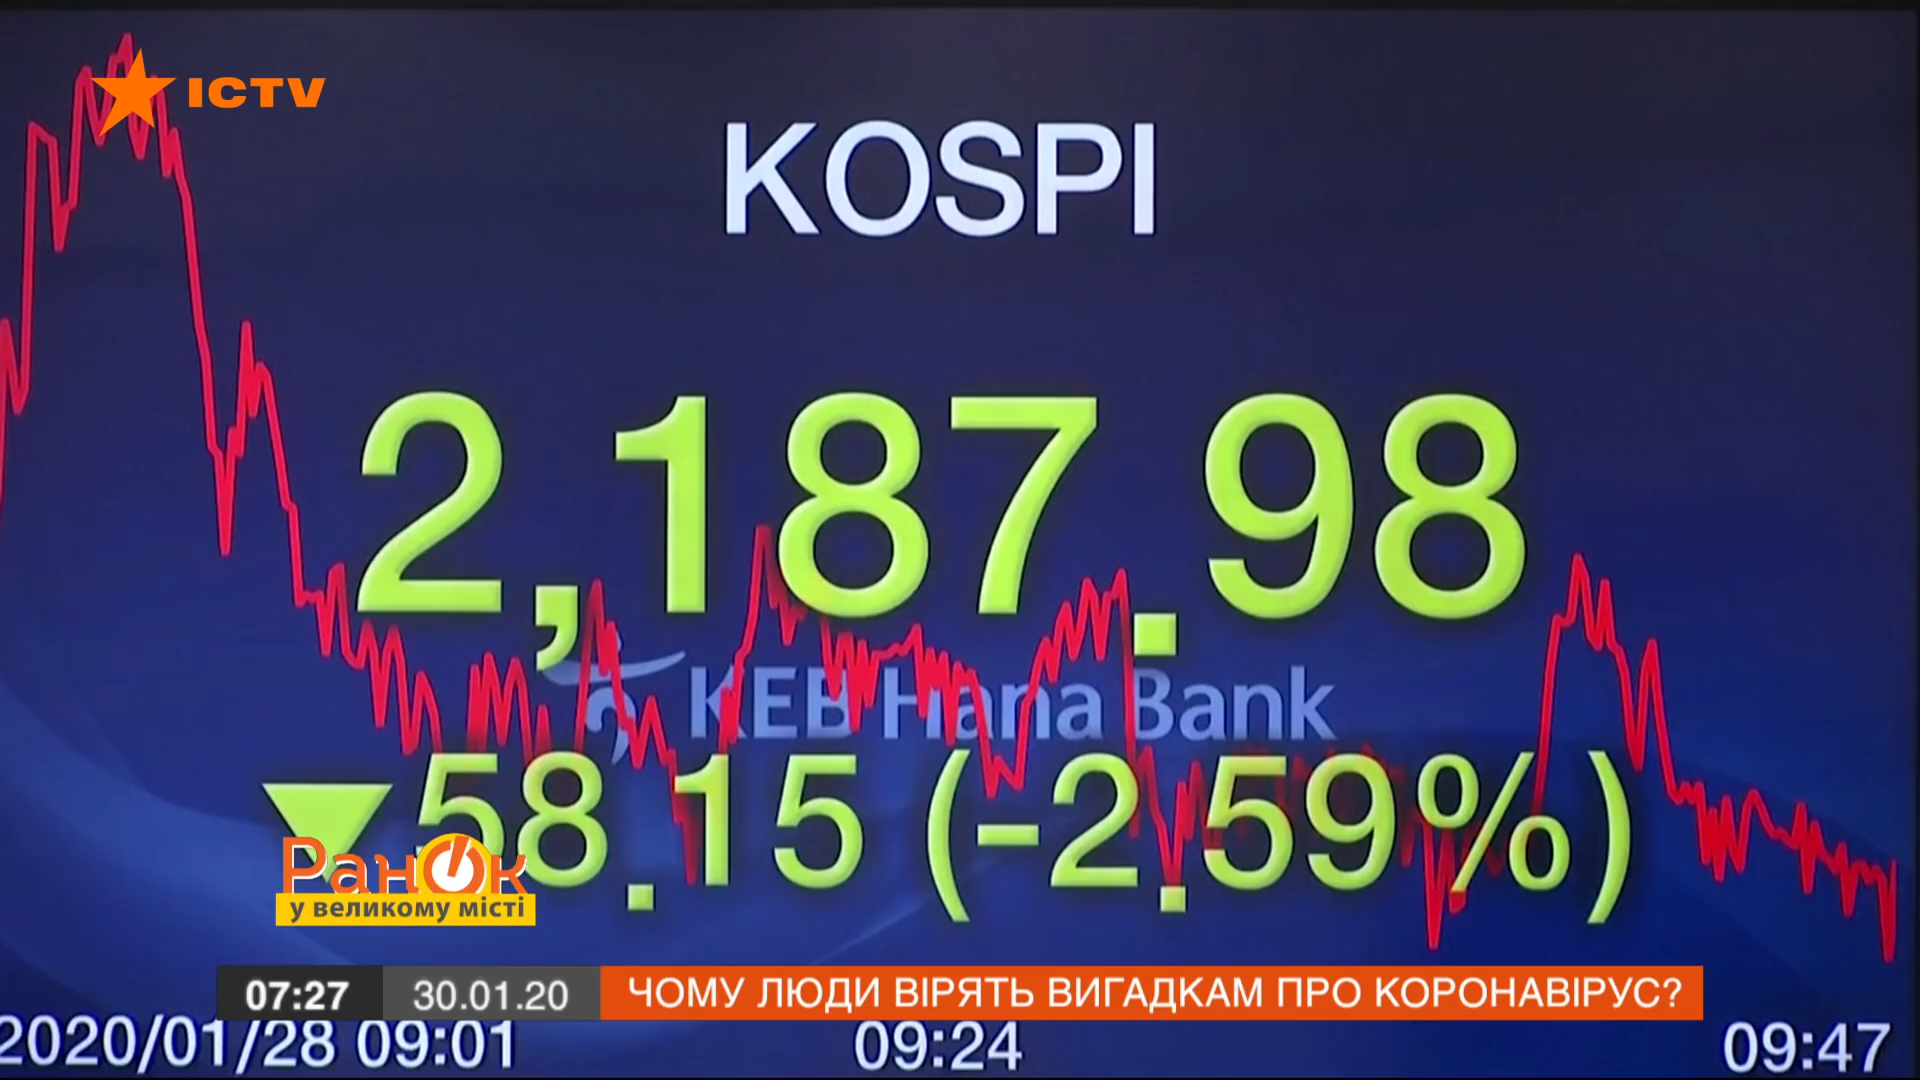 ICTV
KOSPI
2,187.98
KEB Hana Bank
▼58.15 (-2.59%)
Ранок
у великому місті
07:27 30.01.20 ЧОМУ ЛЮДИ ВІРЯТЬ ВИГАДКАМ ПРО КОРОНАВІРУС?
2020/01/28 09:01 09:24 09:47